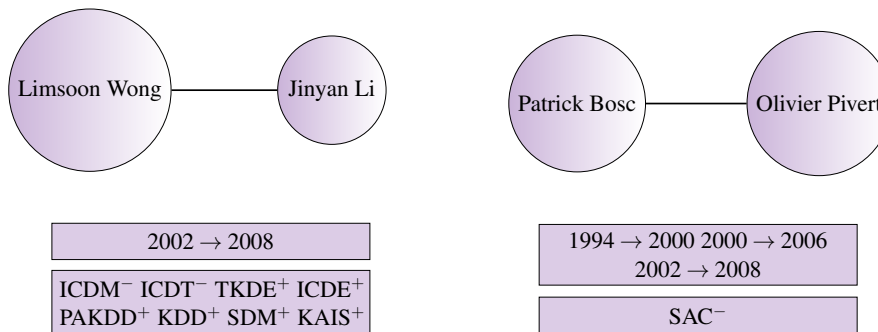 Limsoon Wong
Jinyan Li
2002 → 2008
ICDM⁻ ICDT⁻ TKDE⁺ ICDE⁺
PAKDD⁺ KDD⁺ SDM⁺ KAIS⁺
Patrick Bosc
Olivier Pivert
1994 → 2000 2000 → 2006
2002 → 2008
SAC⁻